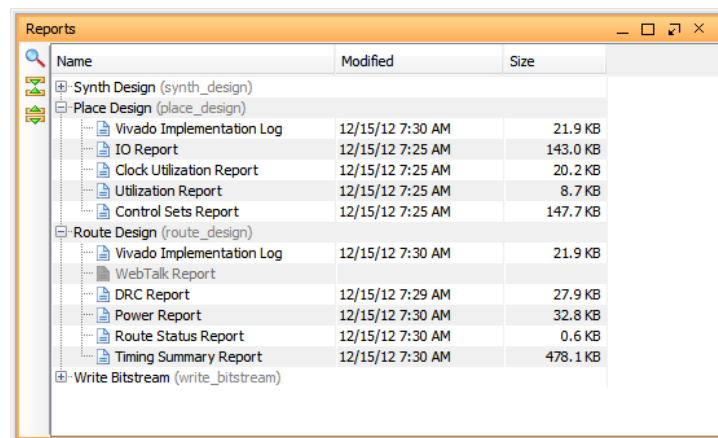 Reports
Name Modified Size
Synth Design (synth_design)
Place Design (place_design)
Vivado Implementation Log 12/15/12 7:30 AM 21.9 KB
IO Report 12/15/12 7:25 AM 143.0 KB
Clock Utilization Report 12/15/12 7:25 AM 20.2 KB
Utilization Report 12/15/12 7:25 AM 8.7 KB
Control Sets Report 12/15/12 7:25 AM 147.7 KB
Route Design (route_design)
Vivado Implementation Log 12/15/12 7:30 AM 21.9 KB
WebTalk Report
DRC Report 12/15/12 7:29 AM 27.9 KB
Power Report 12/15/12 7:30 AM 32.8 KB
Route Status Report 12/15/12 7:30 AM 0.6 KB
Timing Summary Report 12/15/12 7:30 AM 478.1 KB
Write Bitstream (write_bitstream)